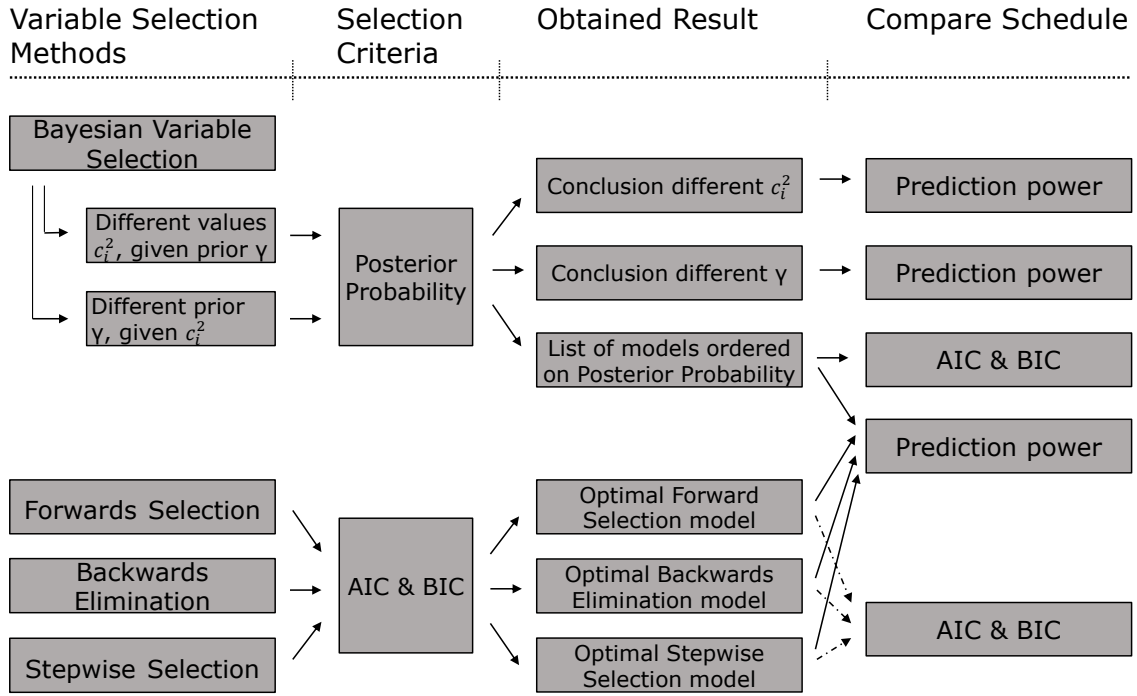 Variable Selection
Methods
Selection
Criteria
Obtained Result
Compare Schedule
Bayesian Variable
Selection
Different values
c_i^2, given prior γ
Different prior
γ, given c_i^2
Posterior
Probability
Conclusion different c_i^2
Conclusion different γ
List of models ordered
on Posterior Probability
Prediction power
Prediction power
AIC & BIC
Prediction power
Forwards Selection
Backwards
Elimination
Stepwise Selection
AIC & BIC
Optimal Forward
Selection model
Optimal Backwards
Elimination model
Optimal Stepwise
Selection model
AIC & BIC